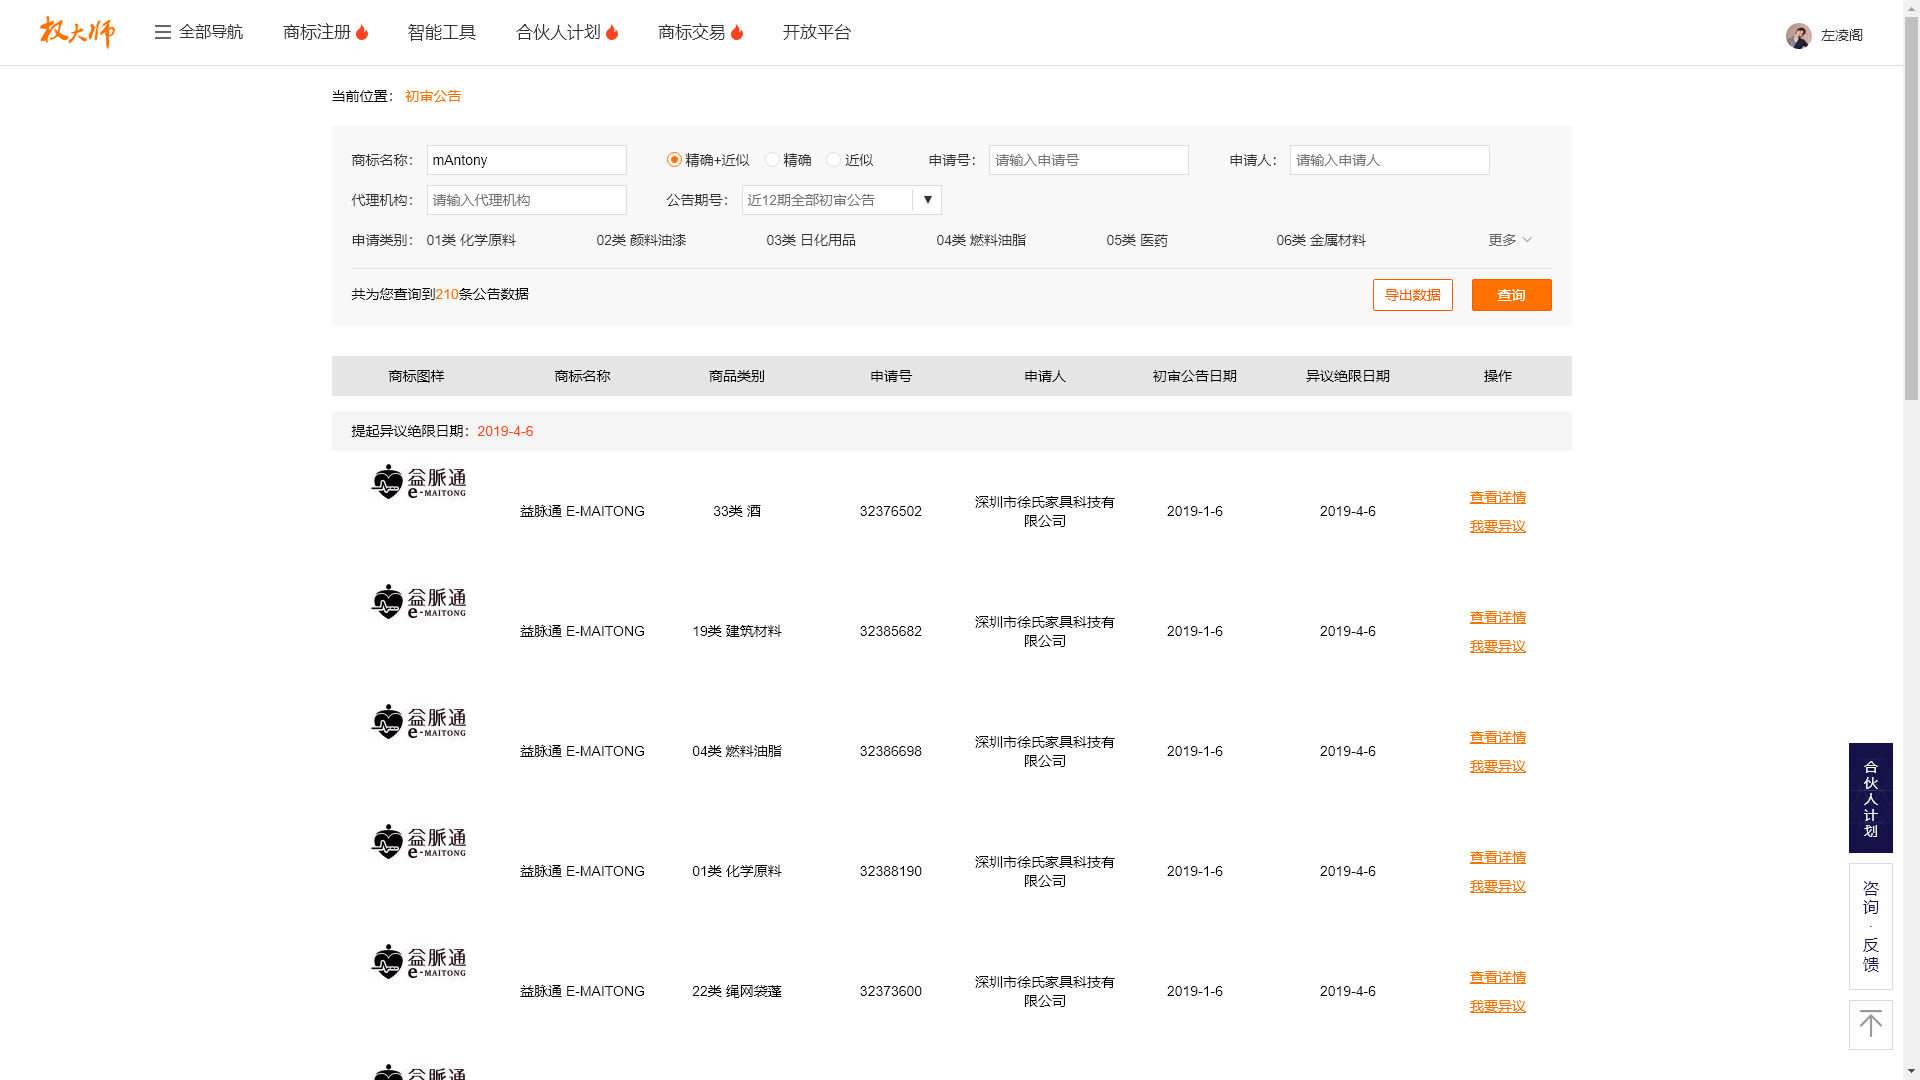 权大师
全部导航
商标注册
智能工具
合伙人计划
商标交易
开放平台
左凌阁
当前位置： 初审公告
商标名称： mAntony 精确+近似 精确 近似 申请号： 请输入申请号 申请人： 请输入申请人
代理机构： 请输入代理机构 公告期号： 近12期全部初审公告 ▼
申请类别： 01类 化学原料 02类 颜料油漆 03类 日化用品 04类 燃料油脂 05类 医药 06类 金属材料 更多
共为您查询到210条公告数据 导出数据 查询
商标图样 商标名称 商品类别 申请号 申请人 初审公告日期 异议绝限日期 操作
提起异议绝限日期：2019-4-6
益脉通
e-MAITONG
益脉通 E-MAITONG 33类 酒 32376502 深圳市徐氏家具科技有
限公司 2019-1-6 2019-4-6 查看详情
我要异议
益脉通
e-MAITONG
益脉通 E-MAITONG 19类 建筑材料 32385682 深圳市徐氏家具科技有
限公司 2019-1-6 2019-4-6 查看详情
我要异议
益脉通
e-MAITONG
益脉通 E-MAITONG 04类 燃料油脂 32386698 深圳市徐氏家具科技有
限公司 2019-1-6 2019-4-6 查看详情
我要异议
益脉通
e-MAITONG
益脉通 E-MAITONG 01类 化学原料 32388190 深圳市徐氏家具科技有
限公司 2019-1-6 2019-4-6 查看详情
我要异议
益脉通
e-MAITONG
益脉通 E-MAITONG 22类 绳网袋蓬 32373600 深圳市徐氏家具科技有
限公司 2019-1-6 2019-4-6 查看详情
我要异议
益脉通
合伙人计划
咨询·反馈